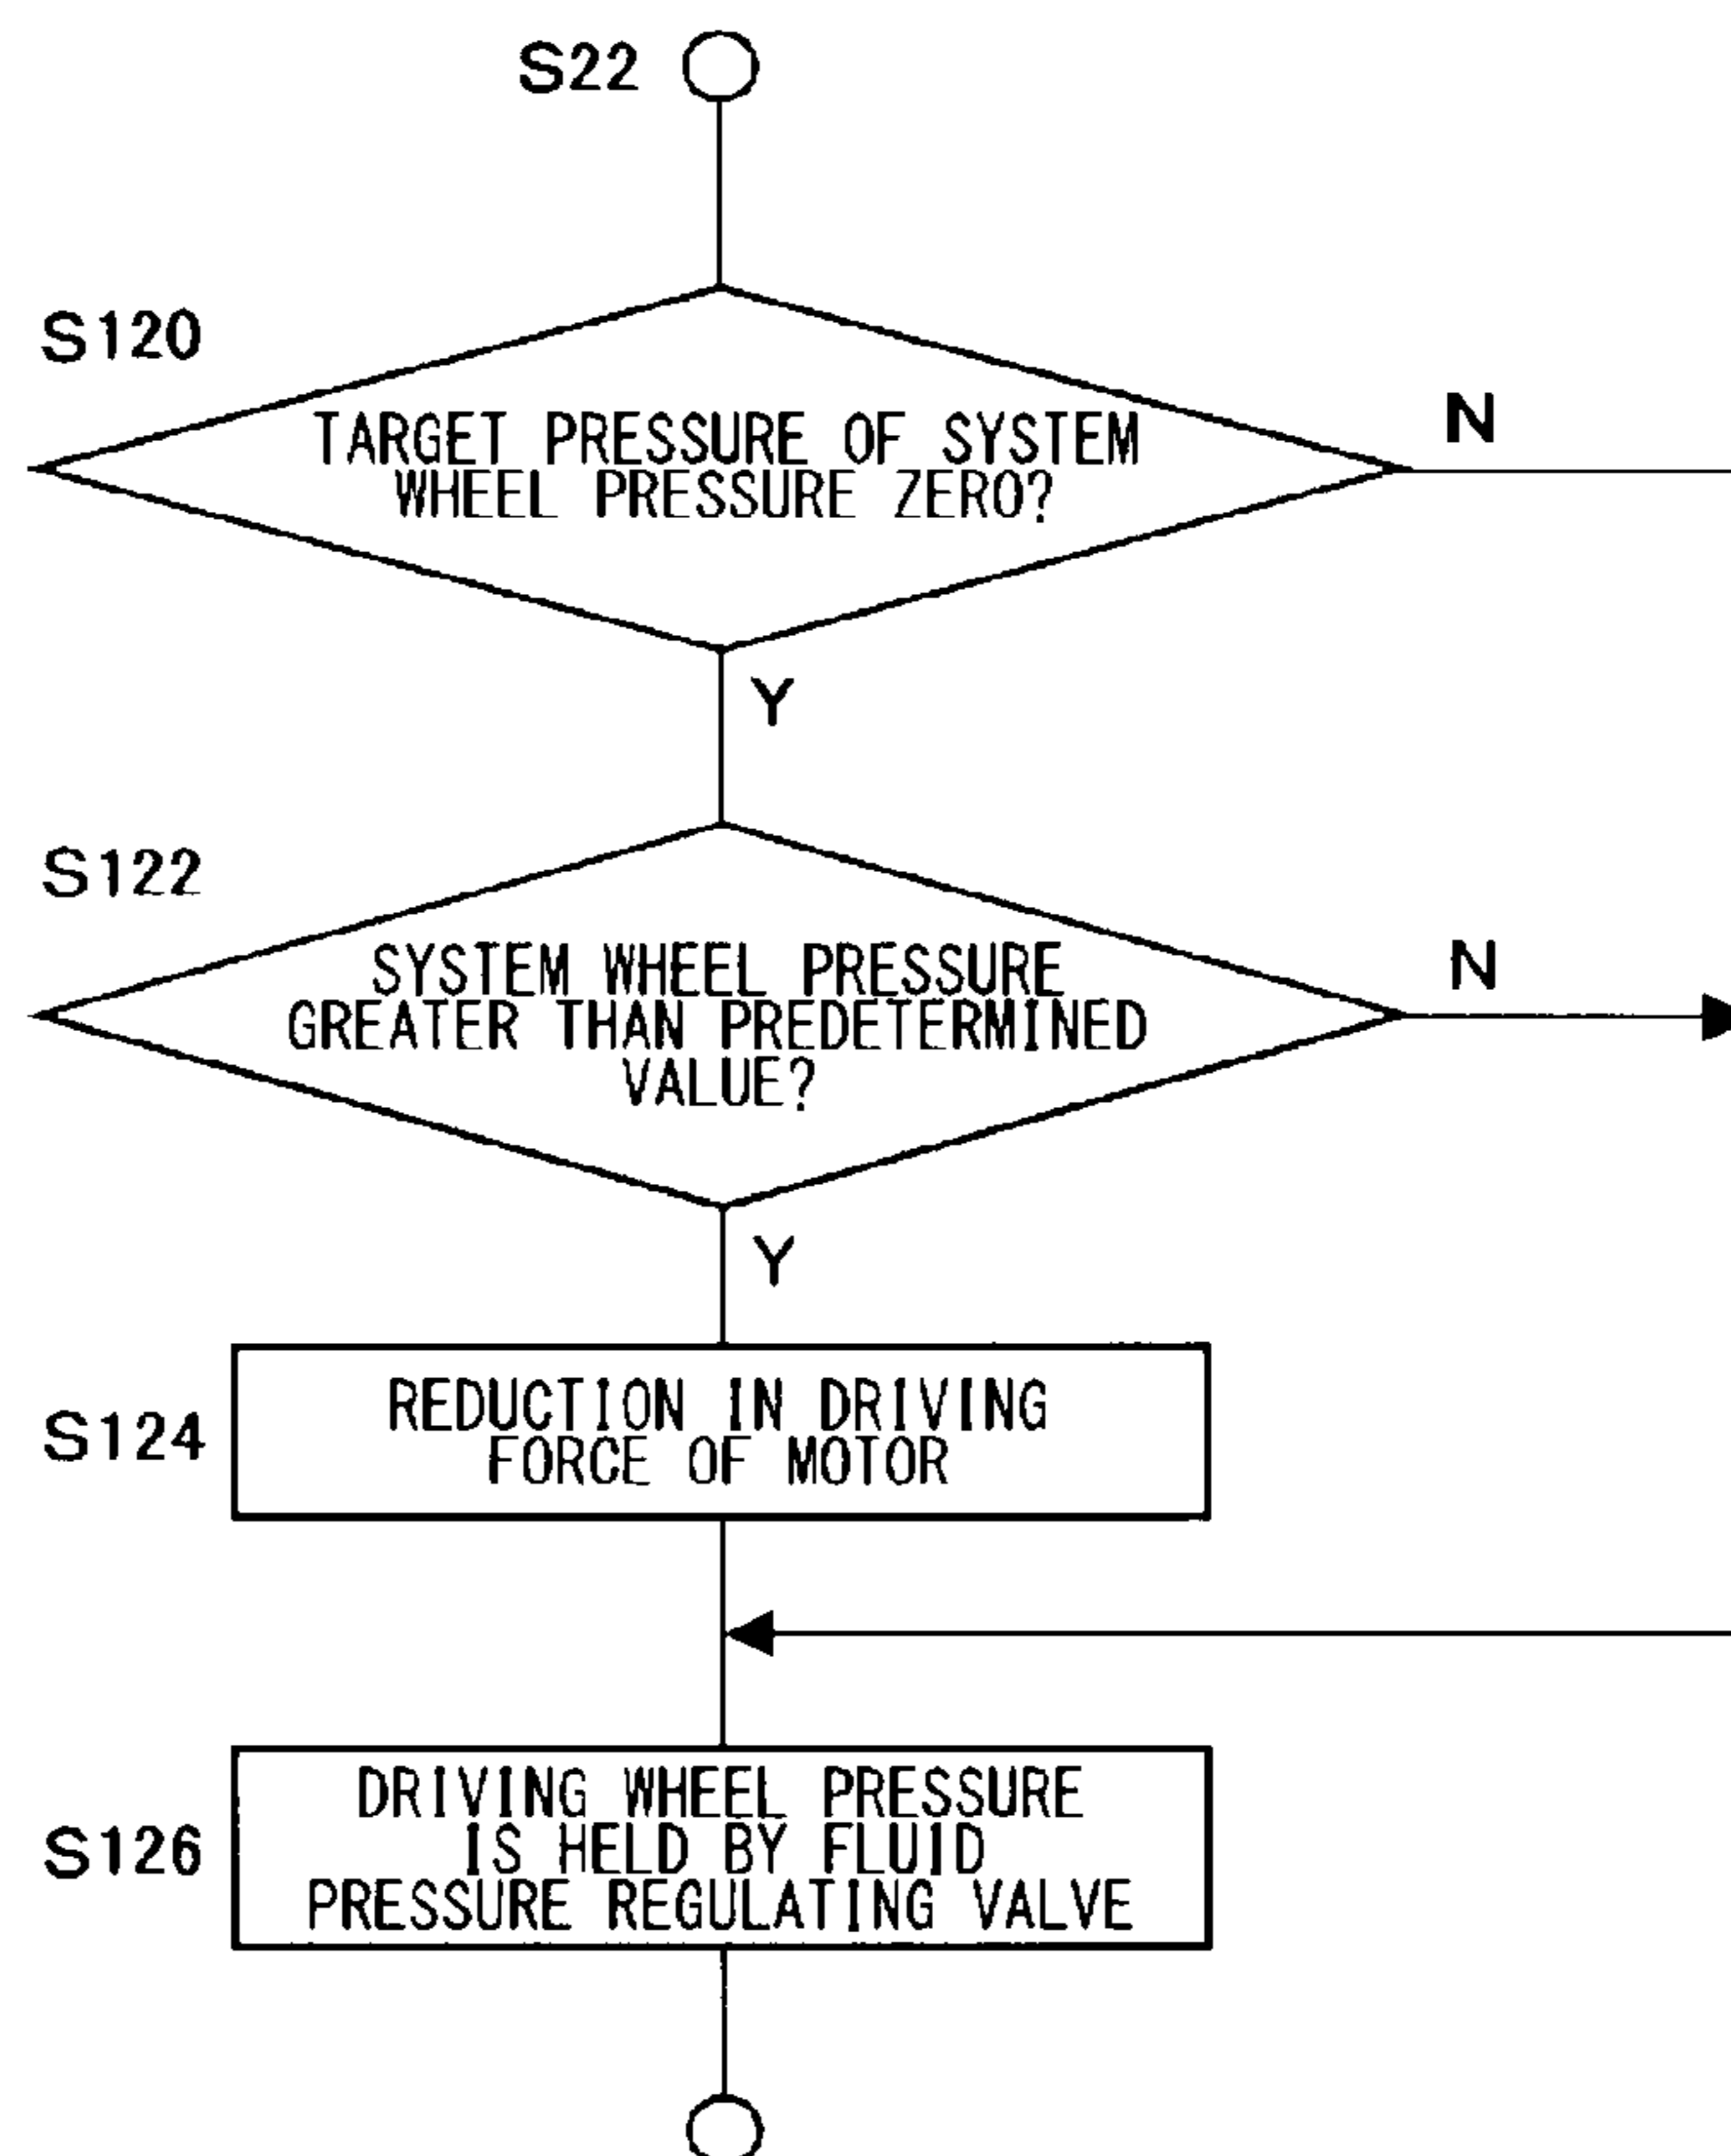 S22
S120
TARGET PRESSURE OF SYSTEM
WHEEL PRESSURE ZERO?
N
Y
S122
SYSTEM WHEEL PRESSURE
GREATER THAN PREDETERMINED
VALUE?
N
Y
S124
REDUCTION IN DRIVING
FORCE OF MOTOR
S126
DRIVING WHEEL PRESSURE
IS HELD BY FLUID
PRESSURE REGULATING VALVE